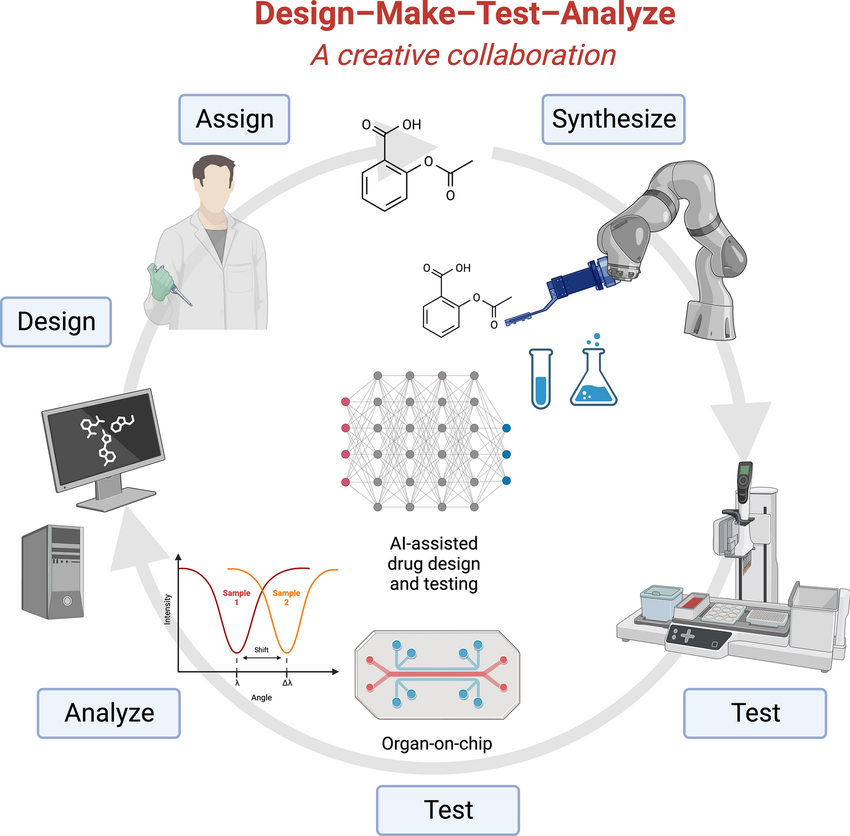 Design–Make–Test–Analyze
A creative collaboration
Assign
Synthesize
O
OH
O
O
Design
O
OH
O
O
AI-assisted
drug design
and testing
Intensity
Sample
1
Sample
2
Shift
λ
Δλ
Angle
Analyze
Organ-on-chip
Test
Test